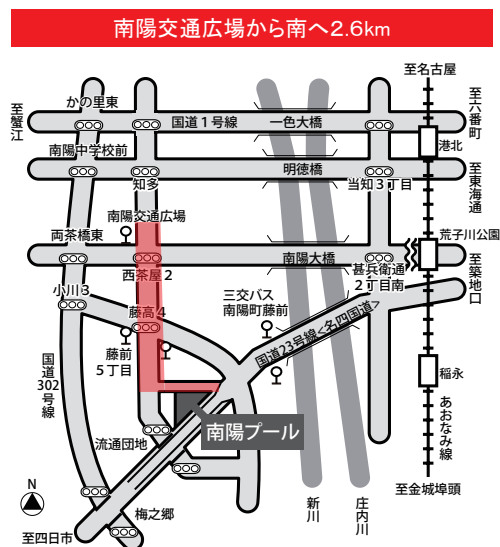 南陽交通広場から南へ2.6km
至名古屋
至六番町
至蟹江
かの里東
国道1号線
一色大橋
港北
南陽中学校前
明徳橋
至東海通
知多
当知3丁目
南陽交通広場
両茶橋東
荒子川公園
南陽大橋
西茶屋2
甚兵衛通
2丁目南
至築地口
小川3
三交バス
南陽町藤前
藤高4
国道23号線<名四国道>
藤前
5丁目
国道
302
号線
稲永
あおなみ線
南陽プール
流通団地
至金城埠頭
N
新川
庄内川
梅之郷
至四日市